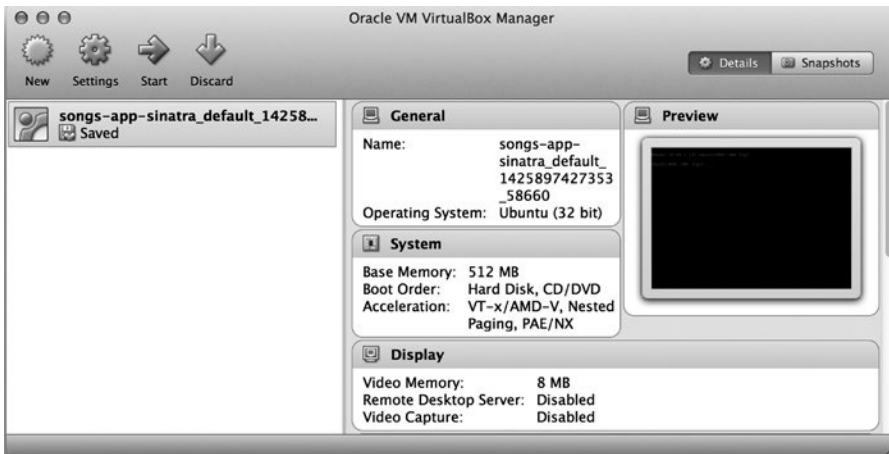 Oracle VM VirtualBox Manager
New Settings Start Discard
Details Snapshots
songs-app-sinatra_default_14258...
Saved
General
Name: songs-app-
sinatra_default_
1425897427353
_58660
Operating System: Ubuntu (32 bit)
System
Base Memory: 512 MB
Boot Order: Hard Disk, CD/DVD
Acceleration: VT-x/AMD-V, Nested
Paging, PAE/NX
Preview
Display
Video Memory: 8 MB
Remote Desktop Server: Disabled
Video Capture: Disabled